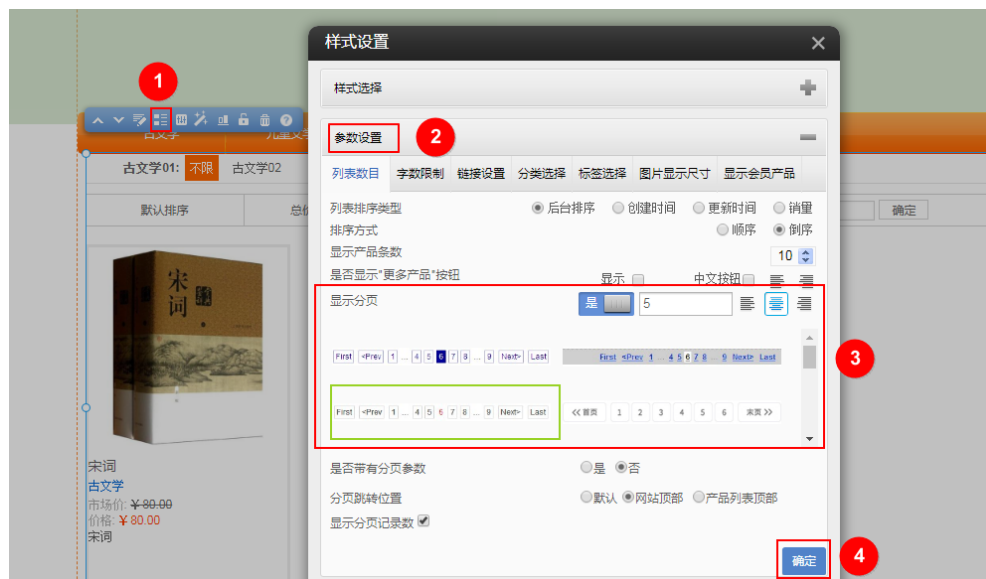 样式设置
1
样式选择
古文学
儿童文学
参数设置
2
古文学01: 不限 古文学02
列表数目 字数限制 链接设置 分类选择 标签选择 图片显示尺寸 显示会员产品
默认排序
列表排序类型 后台排序 创建时间 更新时间 销量
确定
排序方式 顺序 倒序
显示产品条数 10
是否显示"更多产品"按钮 显示 中文按钮
显示分页 是 5
宋词
3
First <Prev 1 ... 4 5 6 7 8 ... 9 Next> Last
First <Prev 1 ... 4 5 6 7 8 ... 9 Next> Last
First <Prev 1 ... 4 5 6 7 8 ... 9 Next> Last
<<首页 1 2 3 4 5 6 末页>>
宋词
古文学
市场价: ¥80.00
价格: ¥80.00
宋词
是否带有分页参数 是 否
分页跳转位置 默认 网站顶部 产品列表顶部
显示分页记录数
确定
4